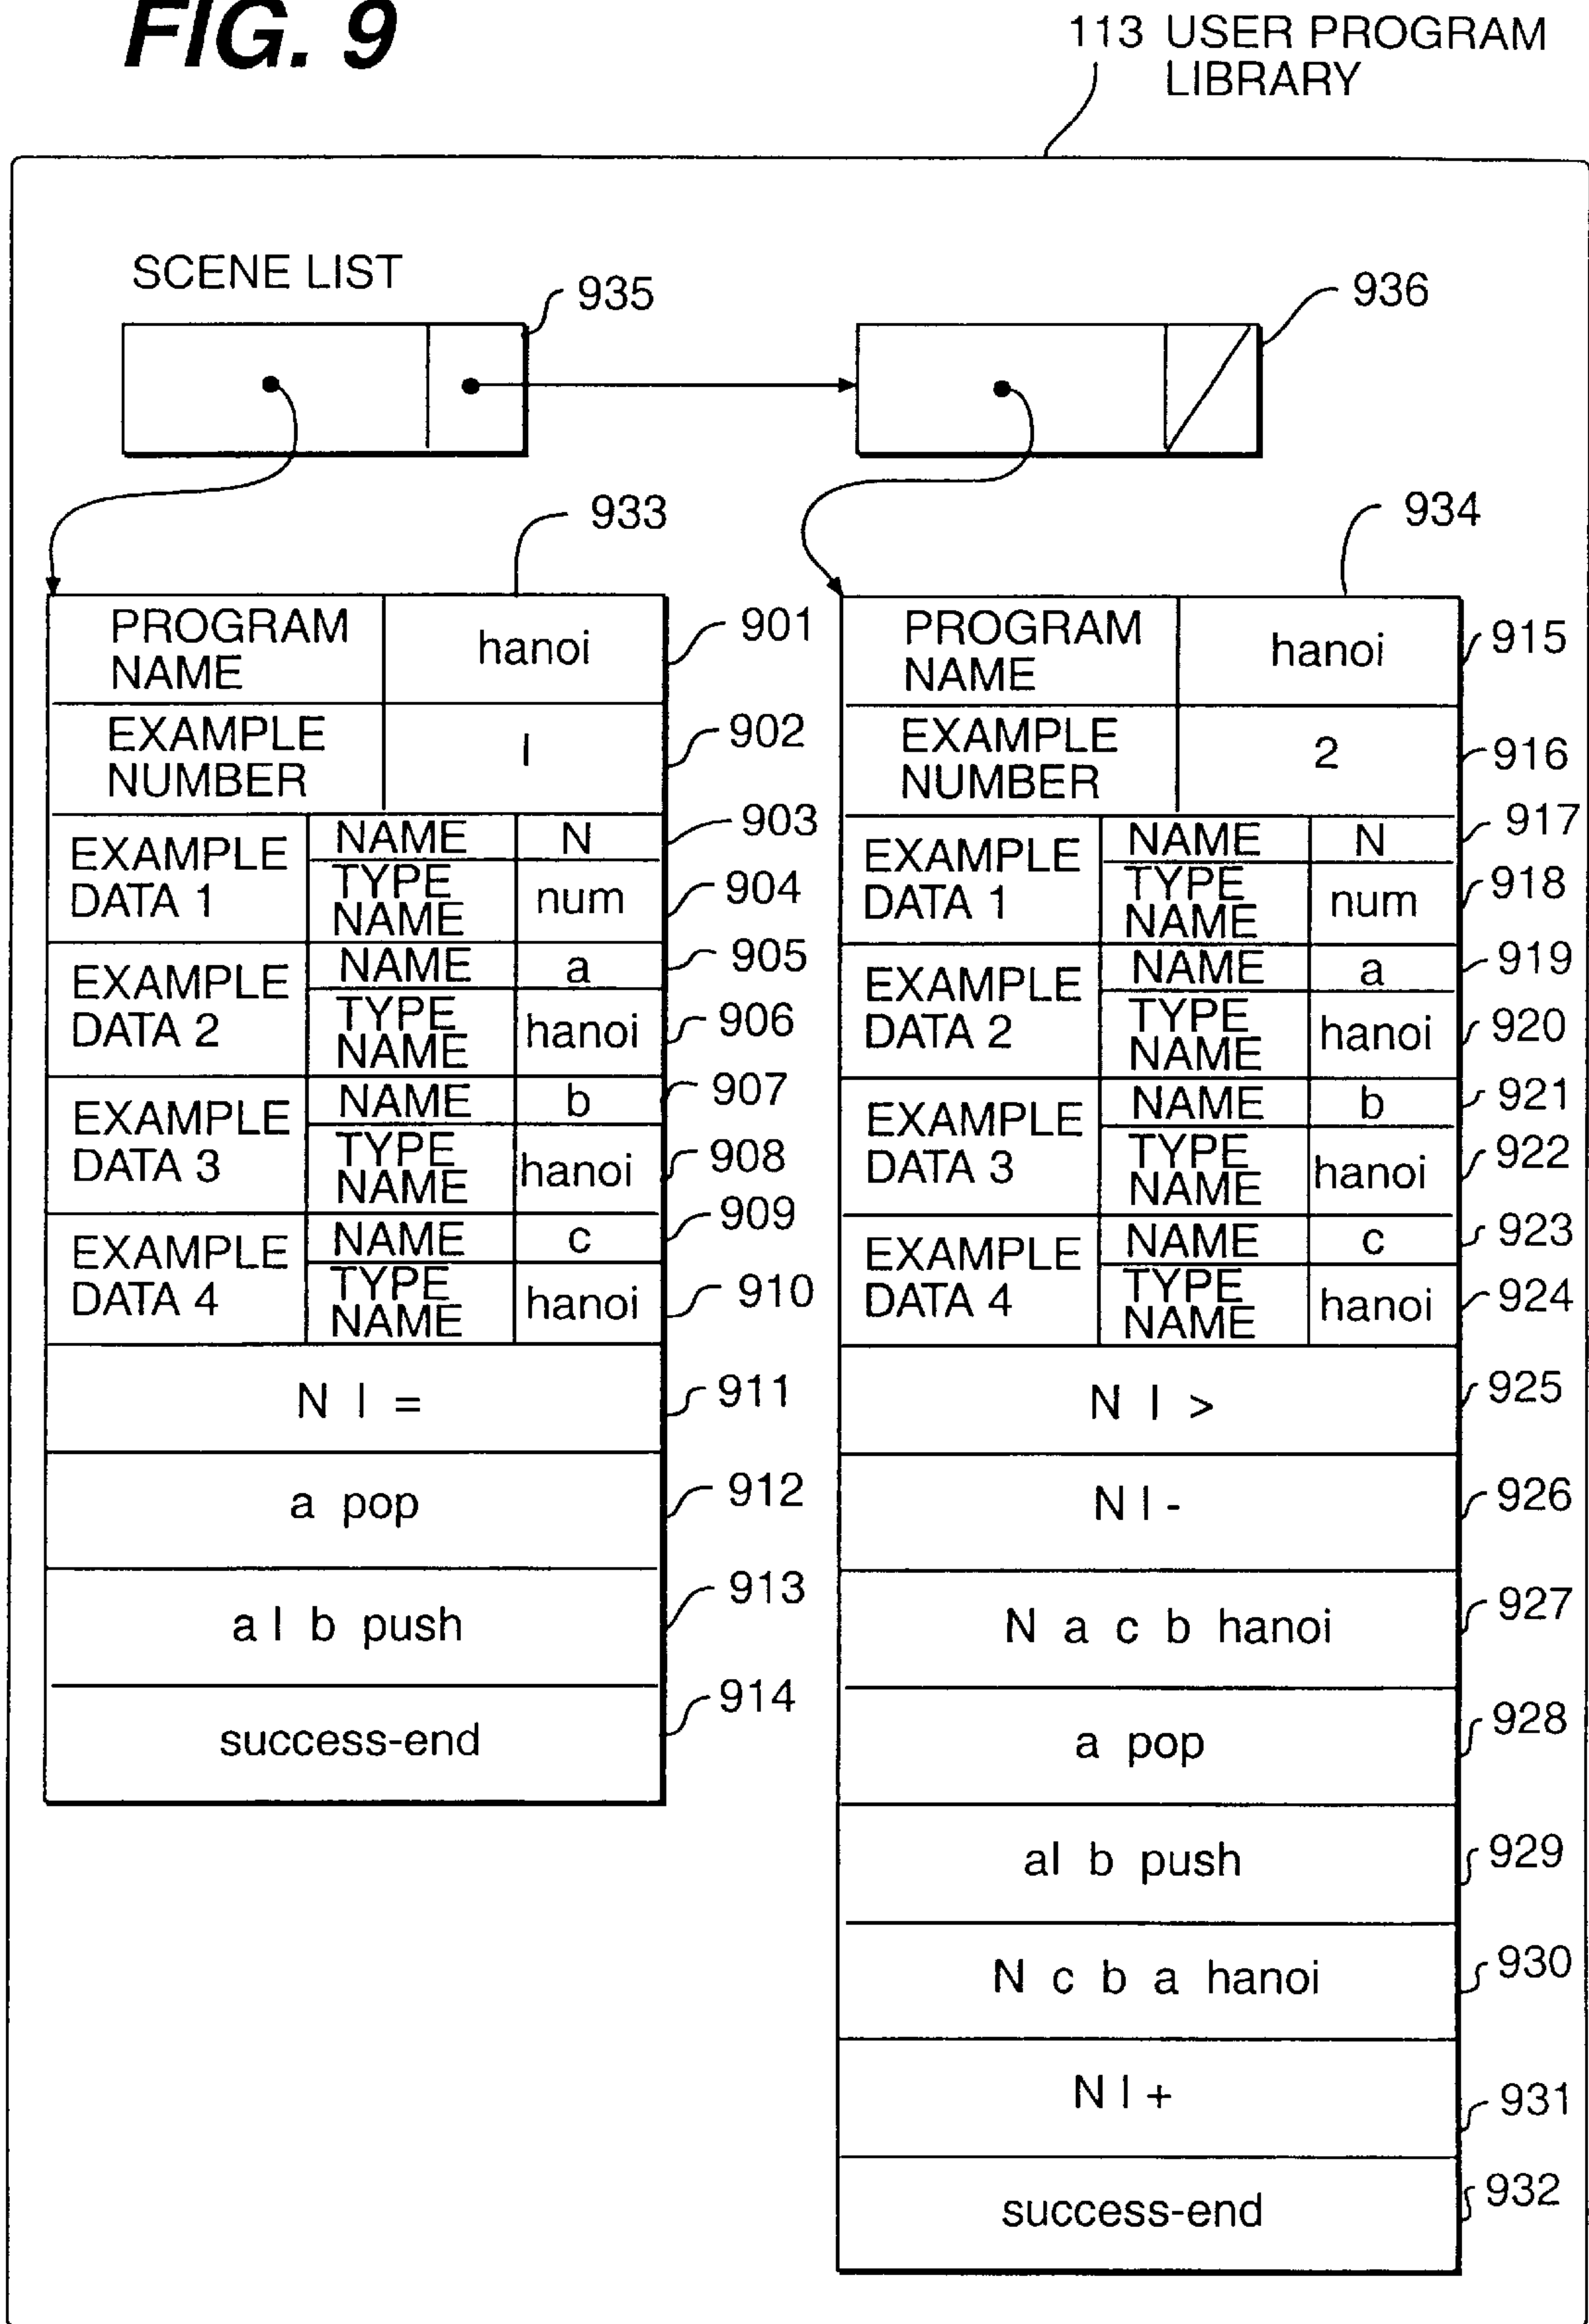 FIG. 9
113 USER PROGRAM
LIBRARY
SCENE LIST
935
936
933
934
PROGRAM
NAME
hanoi
901
EXAMPLE
NUMBER
1
902
EXAMPLE
DATA 1
NAME
N
903
TYPE
NAME
num
904
EXAMPLE
DATA 2
NAME
a
905
TYPE
NAME
hanoi
906
EXAMPLE
DATA 3
NAME
b
907
TYPE
NAME
hanoi
908
EXAMPLE
DATA 4
NAME
c
909
TYPE
NAME
hanoi
910
N 1 =
911
a pop
912
a1 b push
913
success-end
914
PROGRAM
NAME
hanoi
915
EXAMPLE
NUMBER
2
916
EXAMPLE
DATA 1
NAME
N
917
TYPE
NAME
num
918
EXAMPLE
DATA 2
NAME
a
919
TYPE
NAME
hanoi
920
EXAMPLE
DATA 3
NAME
b
921
TYPE
NAME
hanoi
922
EXAMPLE
DATA 4
NAME
c
923
TYPE
NAME
hanoi
924
N 1 >
925
N 1 -
926
N a c b hanoi
927
a pop
928
a1 b push
929
N c b a hanoi
930
N 1 +
931
success-end
932